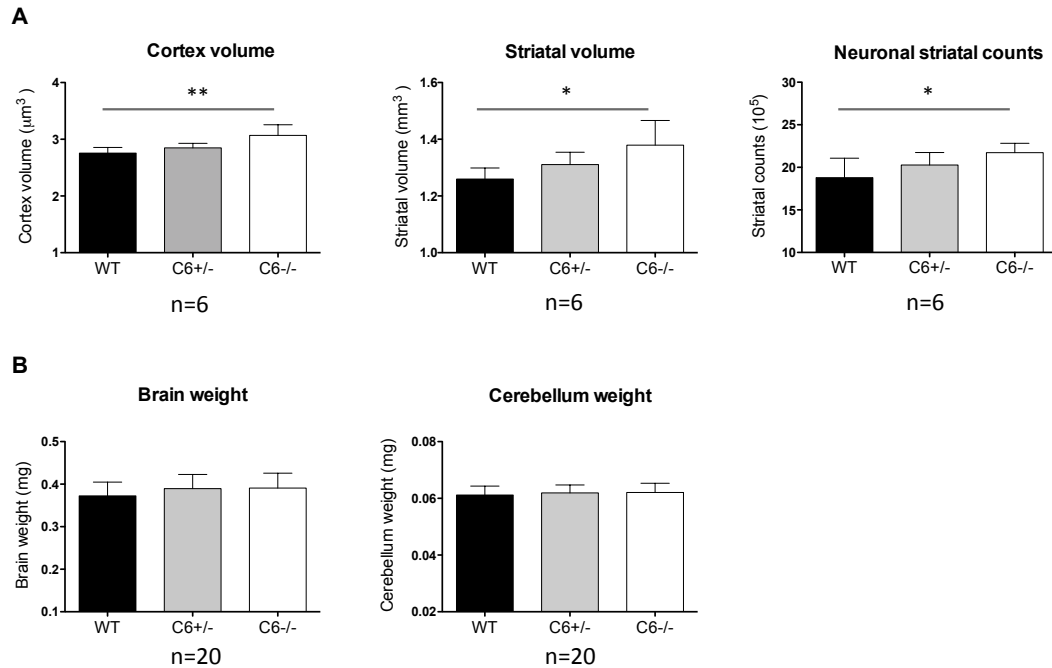 A
Cortex volume
**
Cortex volume (μm³)
4
3
2
1
WT
C6+/-
C6-/-
n=6
Striatal volume
*
Striatal volume (mm³)
1.6
1.4
1.2
1.0
WT
C6+/-
C6-/-
n=6
Neuronal striatal counts
*
Striatal counts (10⁵)
30
25
20
15
10
WT
C6+/-
C6-/-
n=6
B
Brain weight
Brain weight (mg)
0.5
0.4
0.3
0.2
0.1
WT
C6+/-
C6-/-
n=20
Cerebellum weight
Cerebellum weight (mg)
0.08
0.06
0.04
0.02
WT
C6+/-
C6-/-
n=20